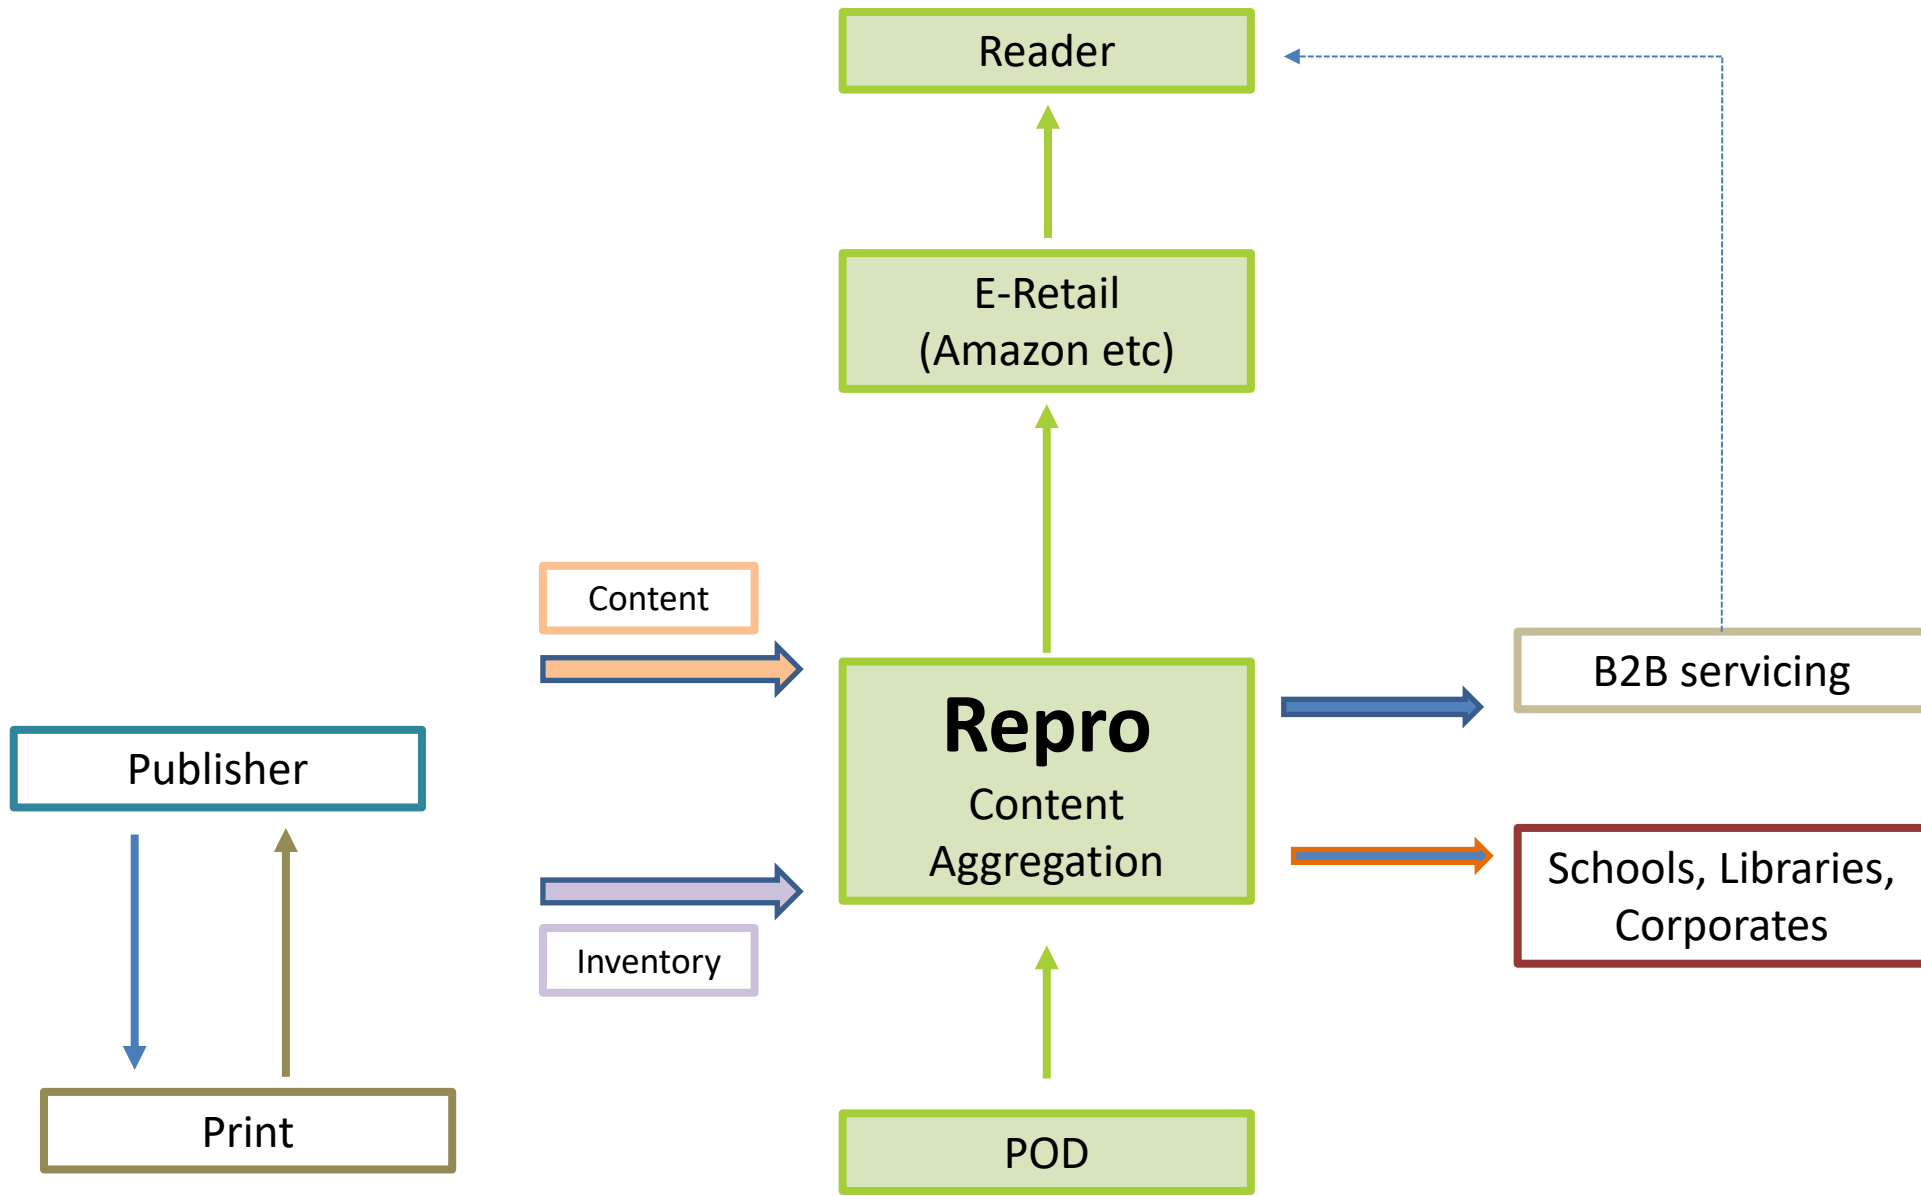 Reader
E-Retail
(Amazon etc)
Content
Repro
Content
Aggregation
B2B servicing
Publisher
Schools, Libraries,
Corporates
Inventory
Print
POD